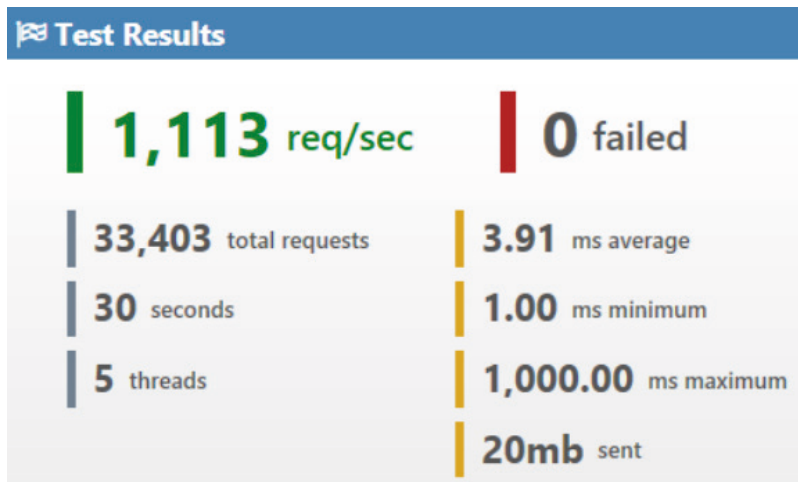 Test Results
1,113 req/sec
0 failed
33,403 total requests
30 seconds
5 threads
3.91 ms average
1.00 ms minimum
1,000.00 ms maximum
20mb sent